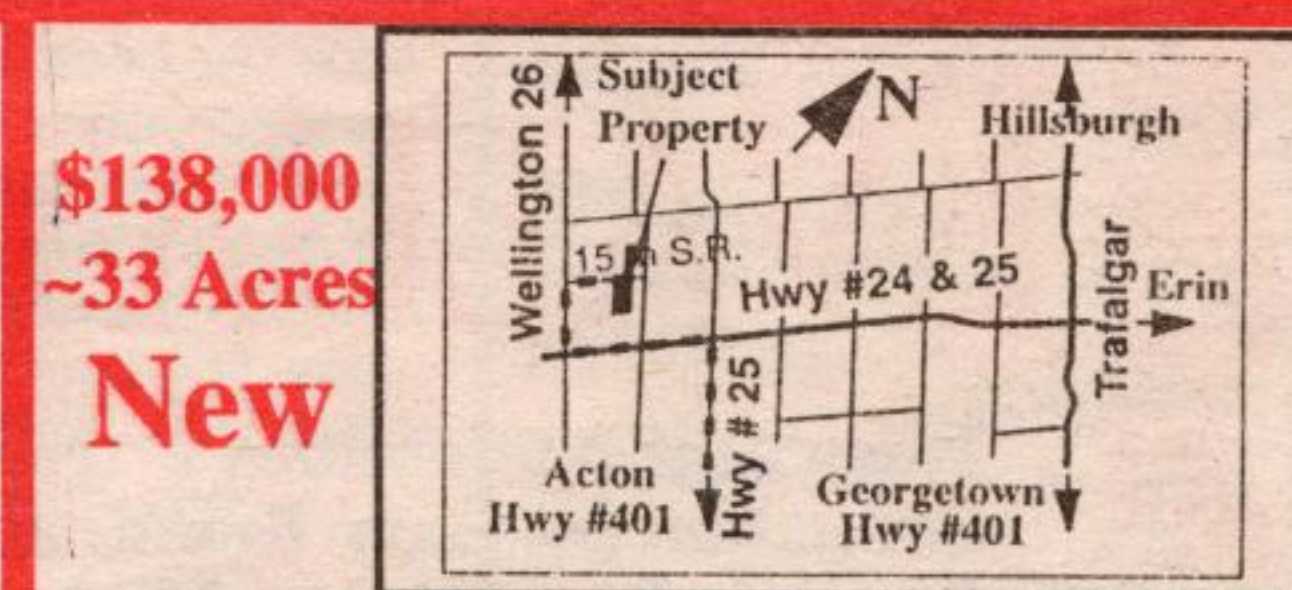 $138,000
~33 Acres
New
Wellington 26
Subject
Property
N
Hillsburgh
15 S.R.
Hwy #24 & 25
Trafalgar
Erin
Hwy # 25
Acton
Hwy #401
Georgetown
Hwy #401